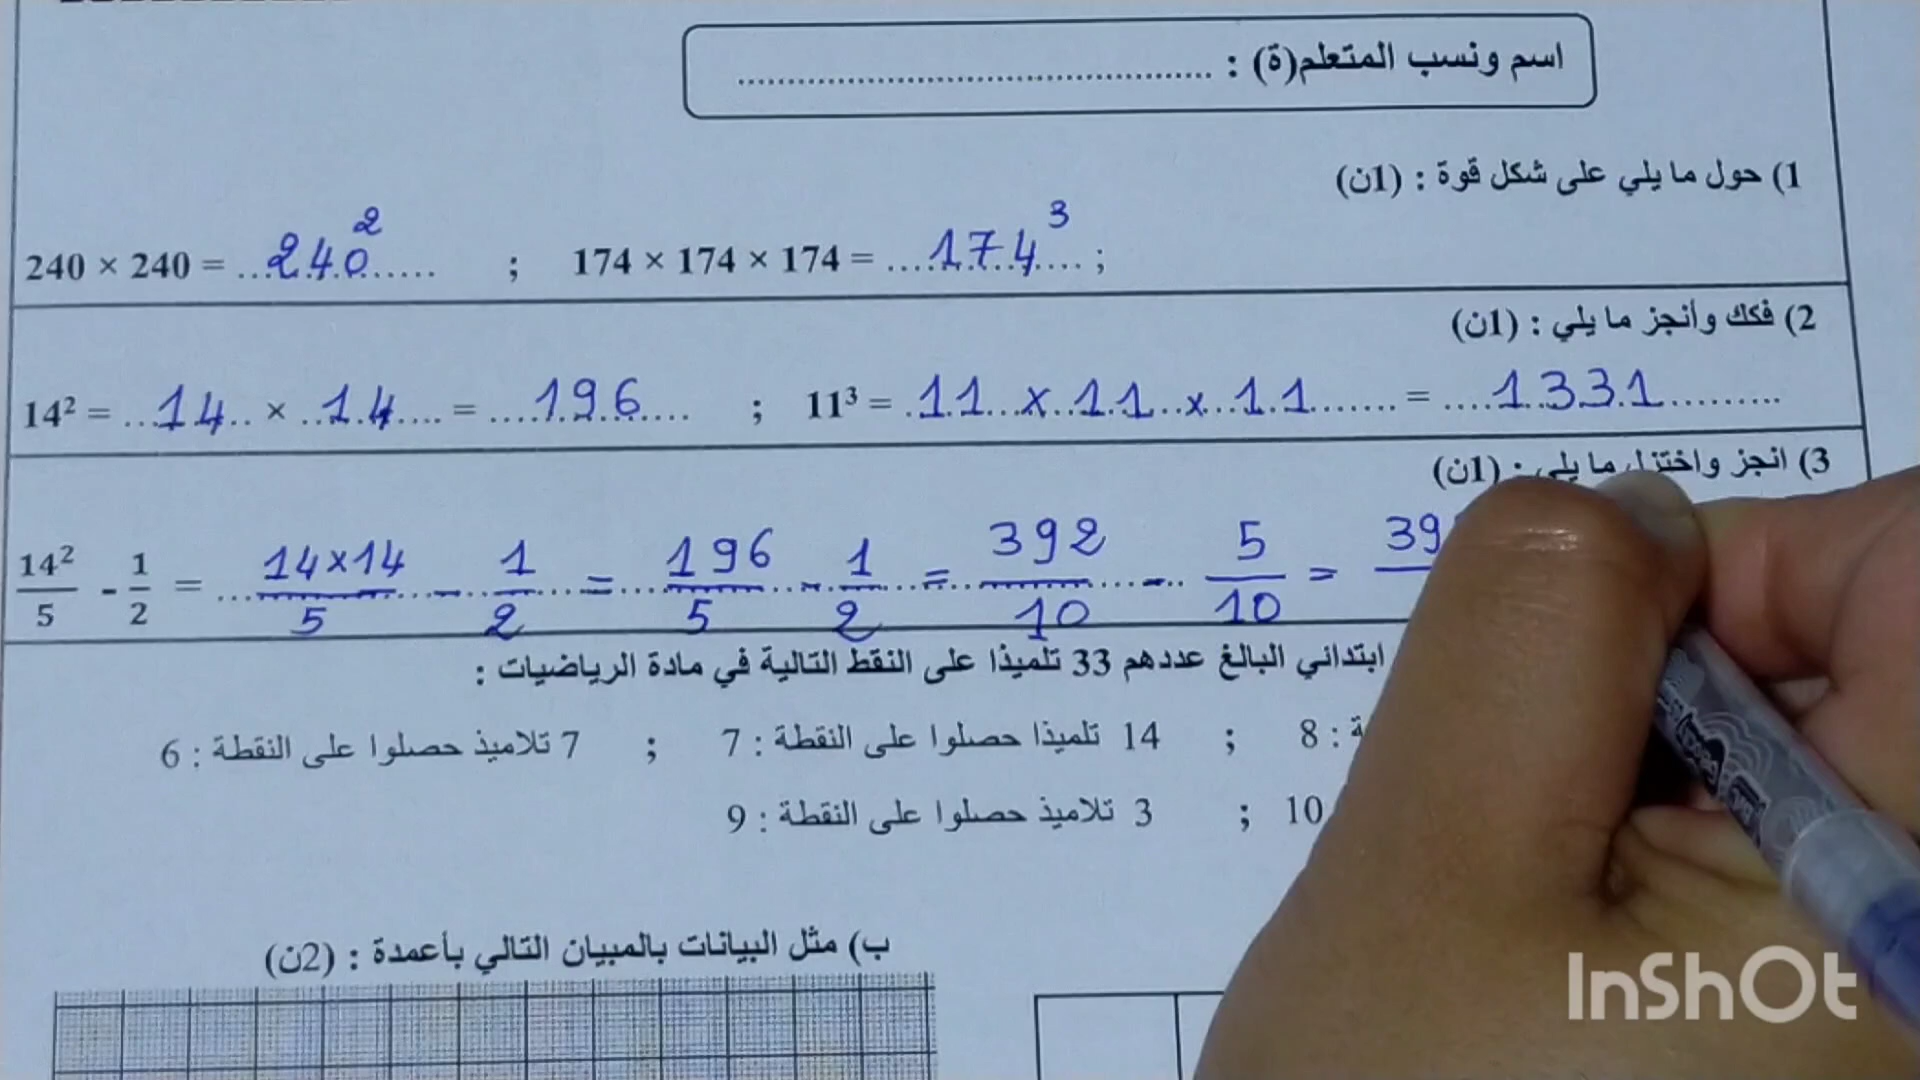 اسم ونسب المتعلم(ة) : ................................................
1) حول ما يلي على شكل قوة : (1ن)
240 × 240 = 240² ; 174 × 174 × 174 = 174³ ;
2) فكك وأنجز ما يلي : (1ن)
14² = 14 × 14 = 196 ; 11³ = 11 x 11 x 11 = 1331
3) انجز واختزل ما يلي : (1ن)
14²/5 - 1/2 = 14×14/5 - 1/2 = 196/5 - 1/2 = 392/10 - 5/10 = 39
ابتدائي البالغ عددهم 33 تلميذا على النقط التالية في مادة الرياضيات :
ة : 8 ; 14 تلميذا حصلوا على النقطة : 7 ; 7 تلاميذ حصلوا على النقطة : 6
10 ; 3 تلاميذ حصلوا على النقطة : 9
ب) مثل البيانات بالمبيان التالي بأعمدة : (2ن)
InShOt